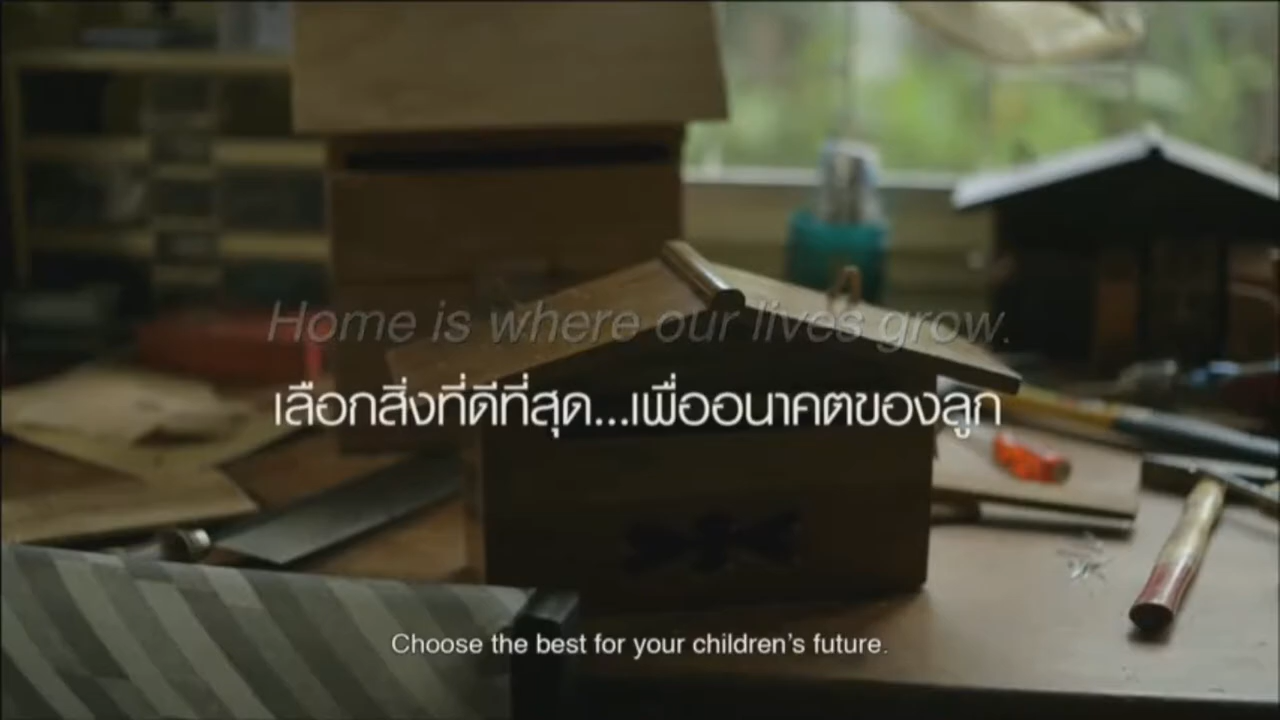 Home is where our lives grow.
เลือกสิ่งที่ดีที่สุด...เพื่ออนาคตของลูก
Choose the best for your children's future.